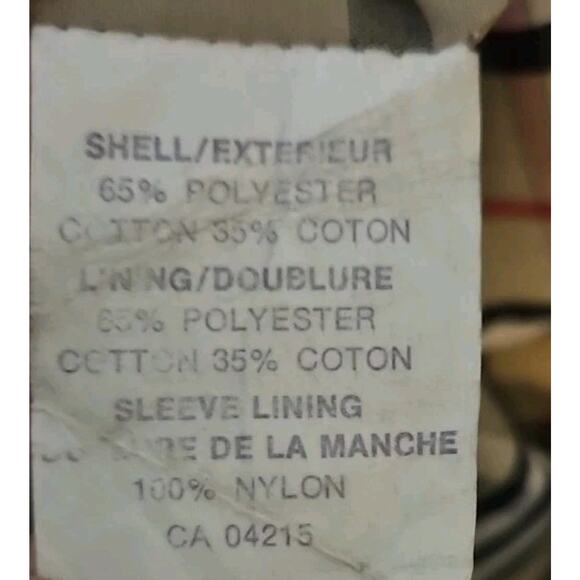 SHELL/EXTERIEUR
65% POLYESTER
COTTON 35% COTON
LINING/DOUBLURE
65% POLYESTER
COTTON 35% COTON
SLEEVE LINING
DE LA MANCHE
100% NYLON
CA 04215